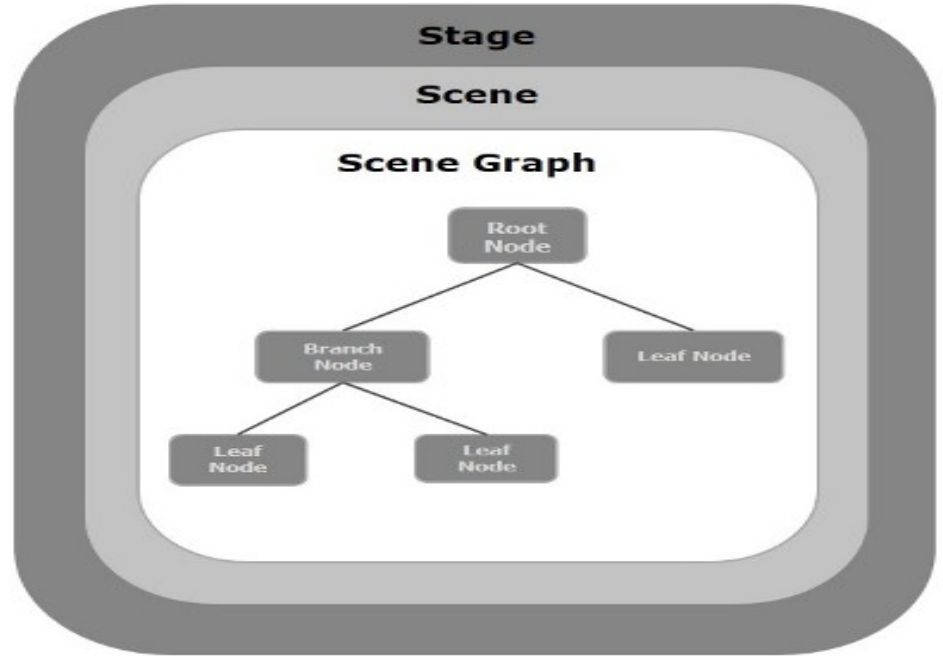 Stage
Scene
Scene Graph
Root
Node
Branch
Node
Leaf Node
Leaf
Node
Leaf
Node